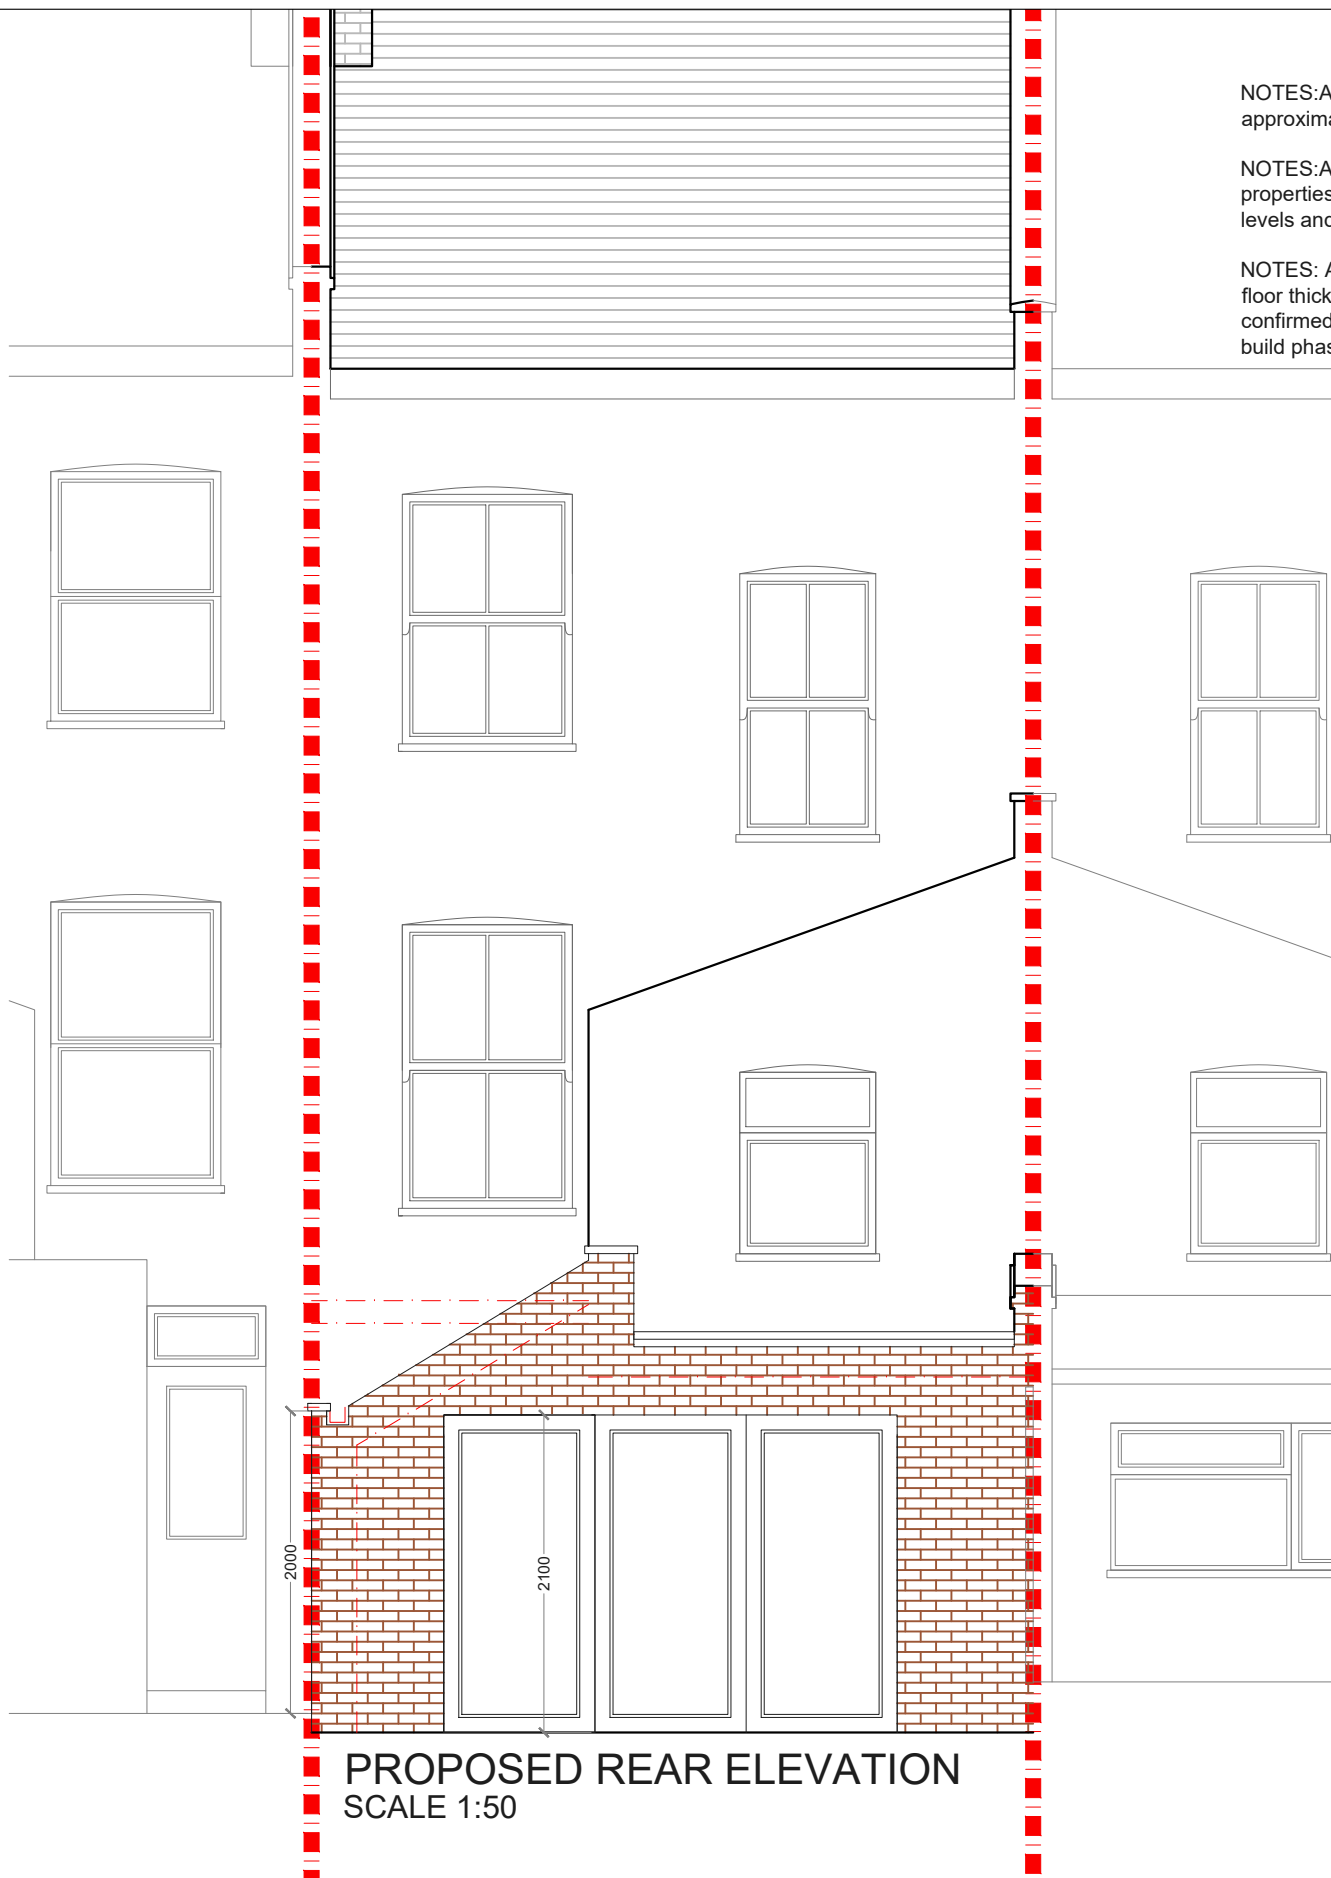 NOTES:A
approxima
NOTES:A
properties
levels and
NOTES: A
floor thick
confirmed
build phas
2000
2100
PROPOSED REAR ELEVATION
SCALE 1:50